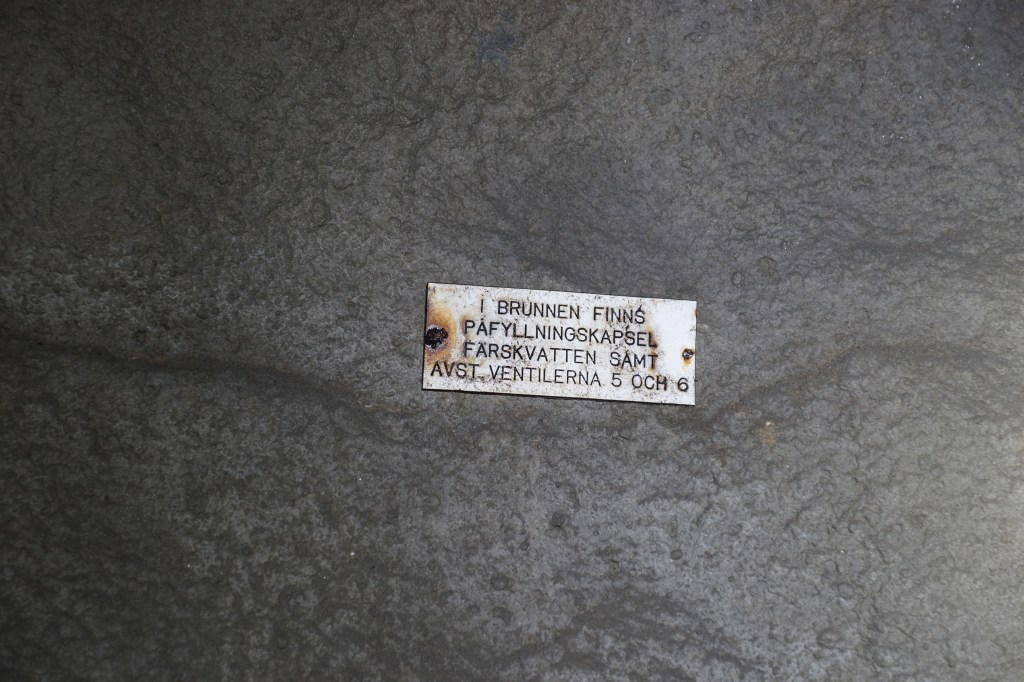 I BRUNNEN FINNS
PÅFYLLNINGSKAPSEL
FÄRSKVATTEN SAMT
AVST. VENTILERNA 5 OCH 6